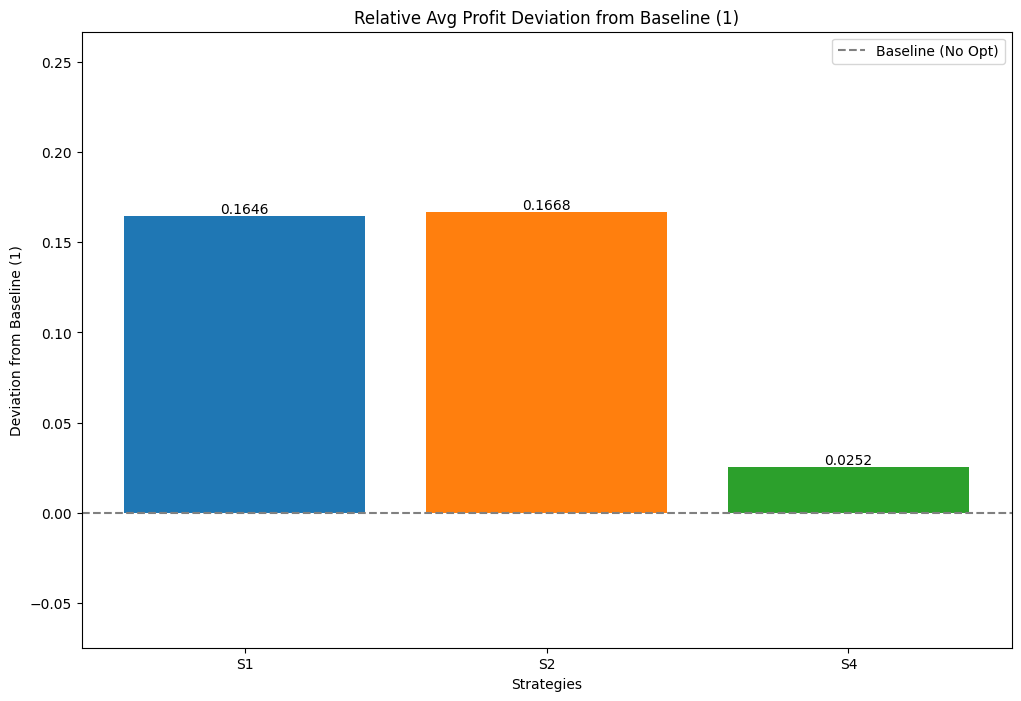 Relative Avg Profit Deviation from Baseline (1)
Baseline (No Opt)
Deviation from Baseline (1)
0.25
0.20
0.15
0.10
0.05
0.00
−0.05
0.1646
0.1668
0.0252
S1
S2
S4
Strategies